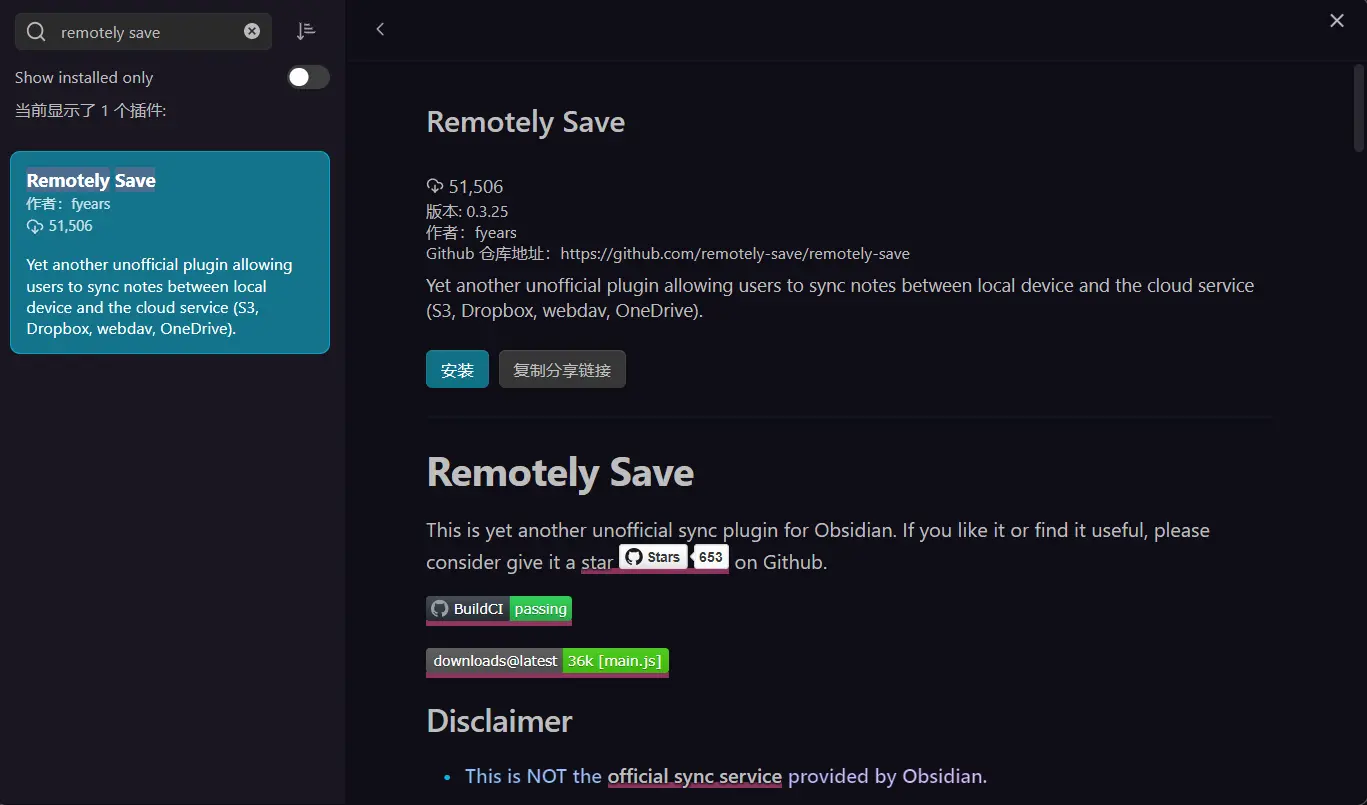 remotely save
Show installed only
当前显示了 1 个插件:
Remotely Save
作者：fyears
51,506
Yet another unofficial plugin allowing
users to sync notes between local
device and the cloud service (S3,
Dropbox, webdav, OneDrive).
Remotely Save
51,506
版本: 0.3.25
作者：fyears
Github 仓库地址：https://github.com/remotely-save/remotely-save
Yet another unofficial plugin allowing users to sync notes between local device and the cloud service
(S3, Dropbox, webdav, OneDrive).
安装 复制分享链接
Remotely Save
This is yet another unofficial sync plugin for Obsidian. If you like it or find it useful, please
consider give it a star Stars 653 on Github.
BuildCI passing
downloads@latest 36k [main.js]
Disclaimer
• This is NOT the official sync service provided by Obsidian.